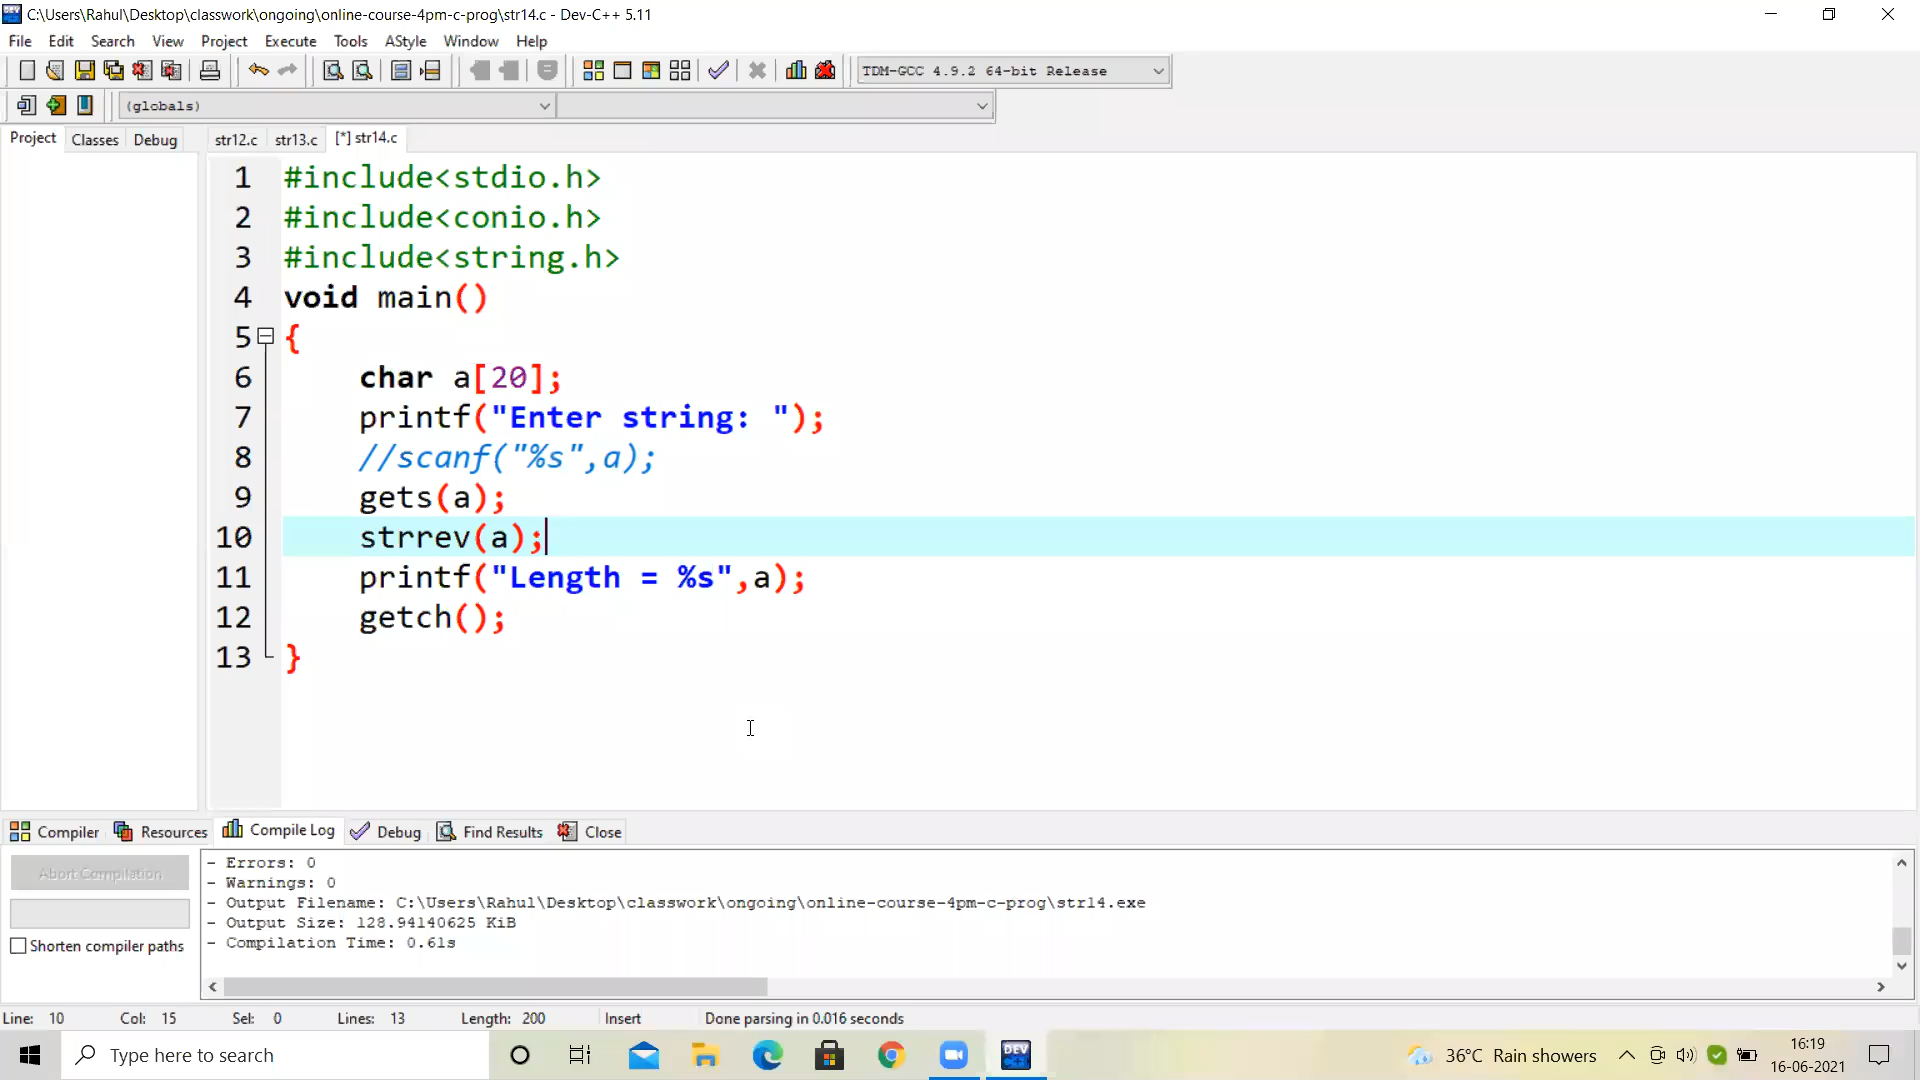 C:\Users\Rahul\Desktop\classwork\ongoing\online-course-4pm-c-prog\str14.c - Dev-C++ 5.11
File Edit Search View Project Execute Tools AStyle Window Help
TDM-GCC 4.9.2 64-bit Release
(globals)
Project Classes Debug str12.c str13.c [*] str14.c
1 #include<stdio.h>
2 #include<conio.h>
3 #include<string.h>
4 void main()
5 {
6 char a[20];
7 printf("Enter string: ");
8 //scanf("%s",a);
9 gets(a);
10 strrev(a);
11 printf("Length = %s",a);
12 getch();
13 }
Compiler Resources Compile Log Debug Find Results Close
Abort Compilation
Shorten compiler paths
- Errors: 0
- Warnings: 0
- Output Filename: C:\Users\Rahul\Desktop\classwork\ongoing\online-course-4pm-c-prog\str14.exe
- Output Size: 128.94140625 KiB
- Compilation Time: 0.61s
Line: 10 Col: 15 Sel: 0 Lines: 13 Length: 200 Insert Done parsing in 0.016 seconds
Type here to search
DEV
36°C Rain showers
16:19
16-06-2021